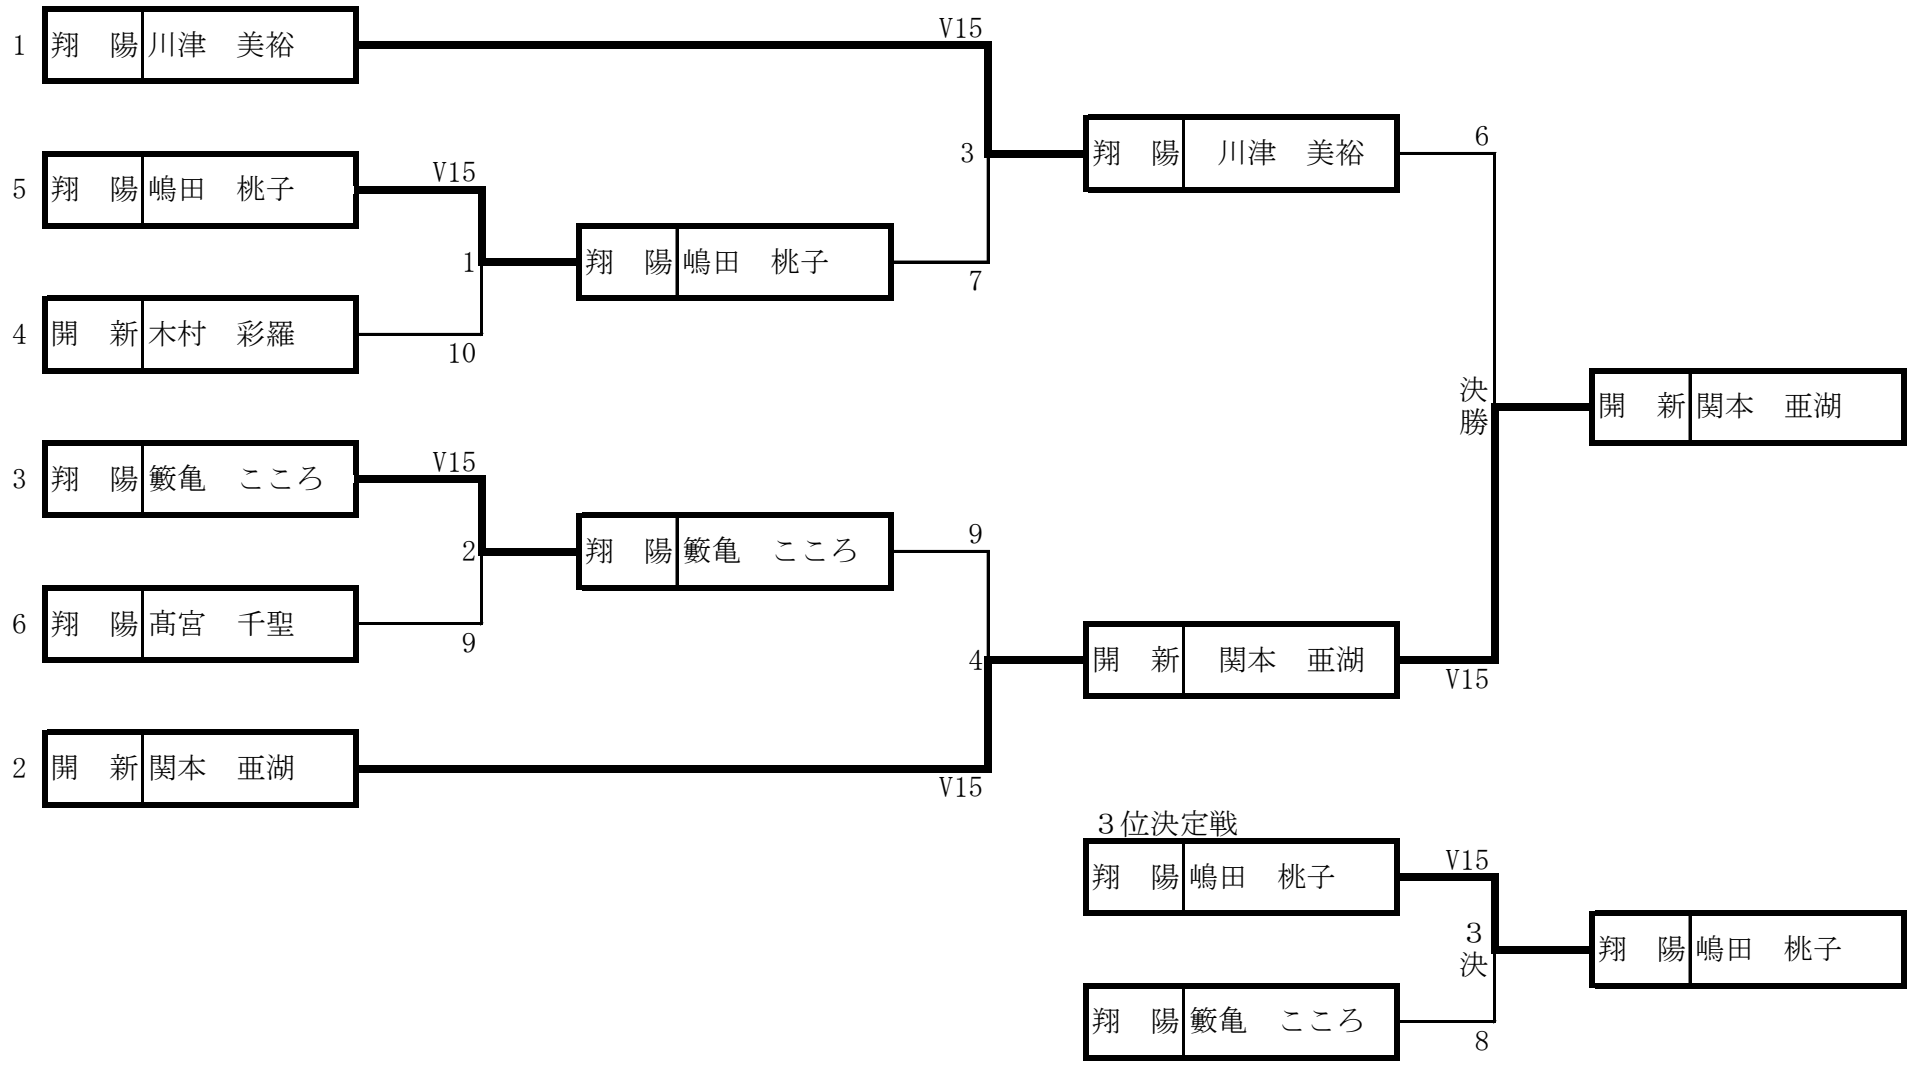 1 翔　陽 川津　美裕
V15
3
翔　陽 川津　美裕
6
5 翔　陽 嶋田　桃子
V15
1
翔　陽 嶋田　桃子
7
4 開　新 木村　彩羅
10
決勝
開　新 関本　亜湖
3 翔　陽 籔亀　こころ
V15
2
翔　陽 籔亀　こころ
9
6 翔　陽 髙宮　千聖
9
4
開　新 関本　亜湖
V15
2 開　新 関本　亜湖
V15
３位決定戦
翔　陽 嶋田　桃子
V15
３決
翔　陽 嶋田　桃子
翔　陽 籔亀　こころ
8